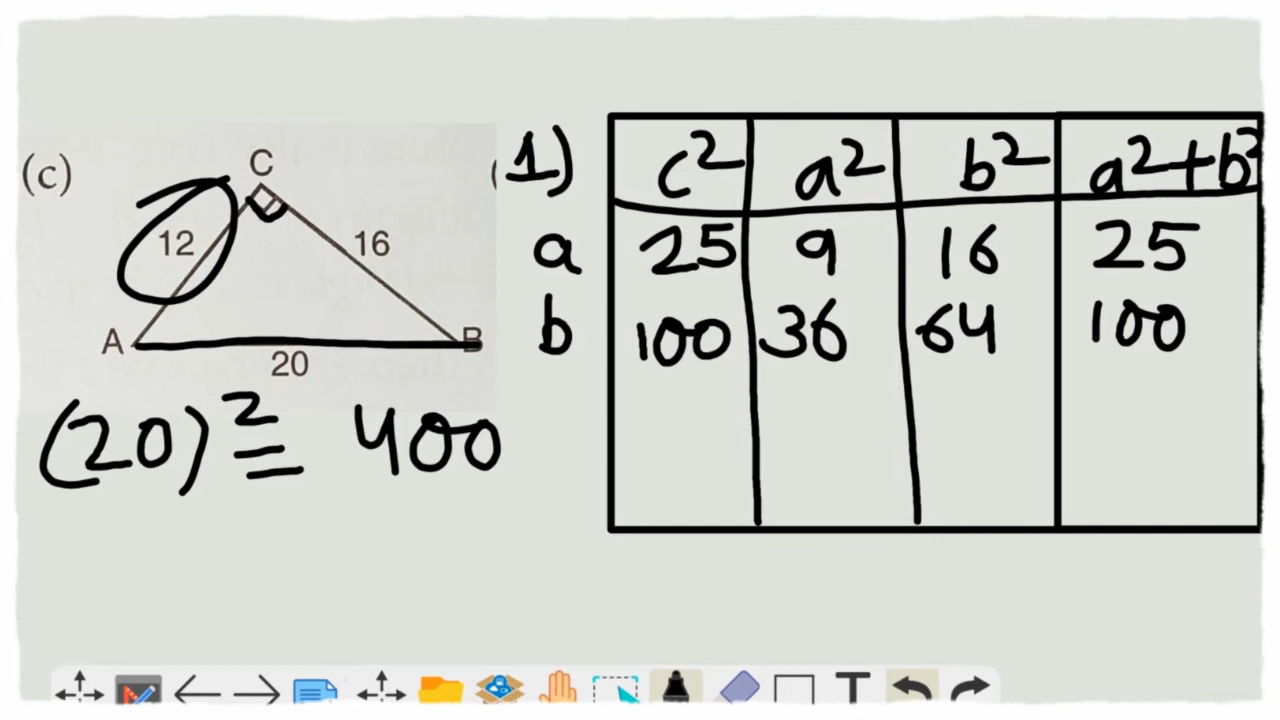 (c)
C
12
16
A
B
20
(20)² = 400
1)
c² a² b² a²+b²
a 25 9 16 25
b 100 36 64 100
T